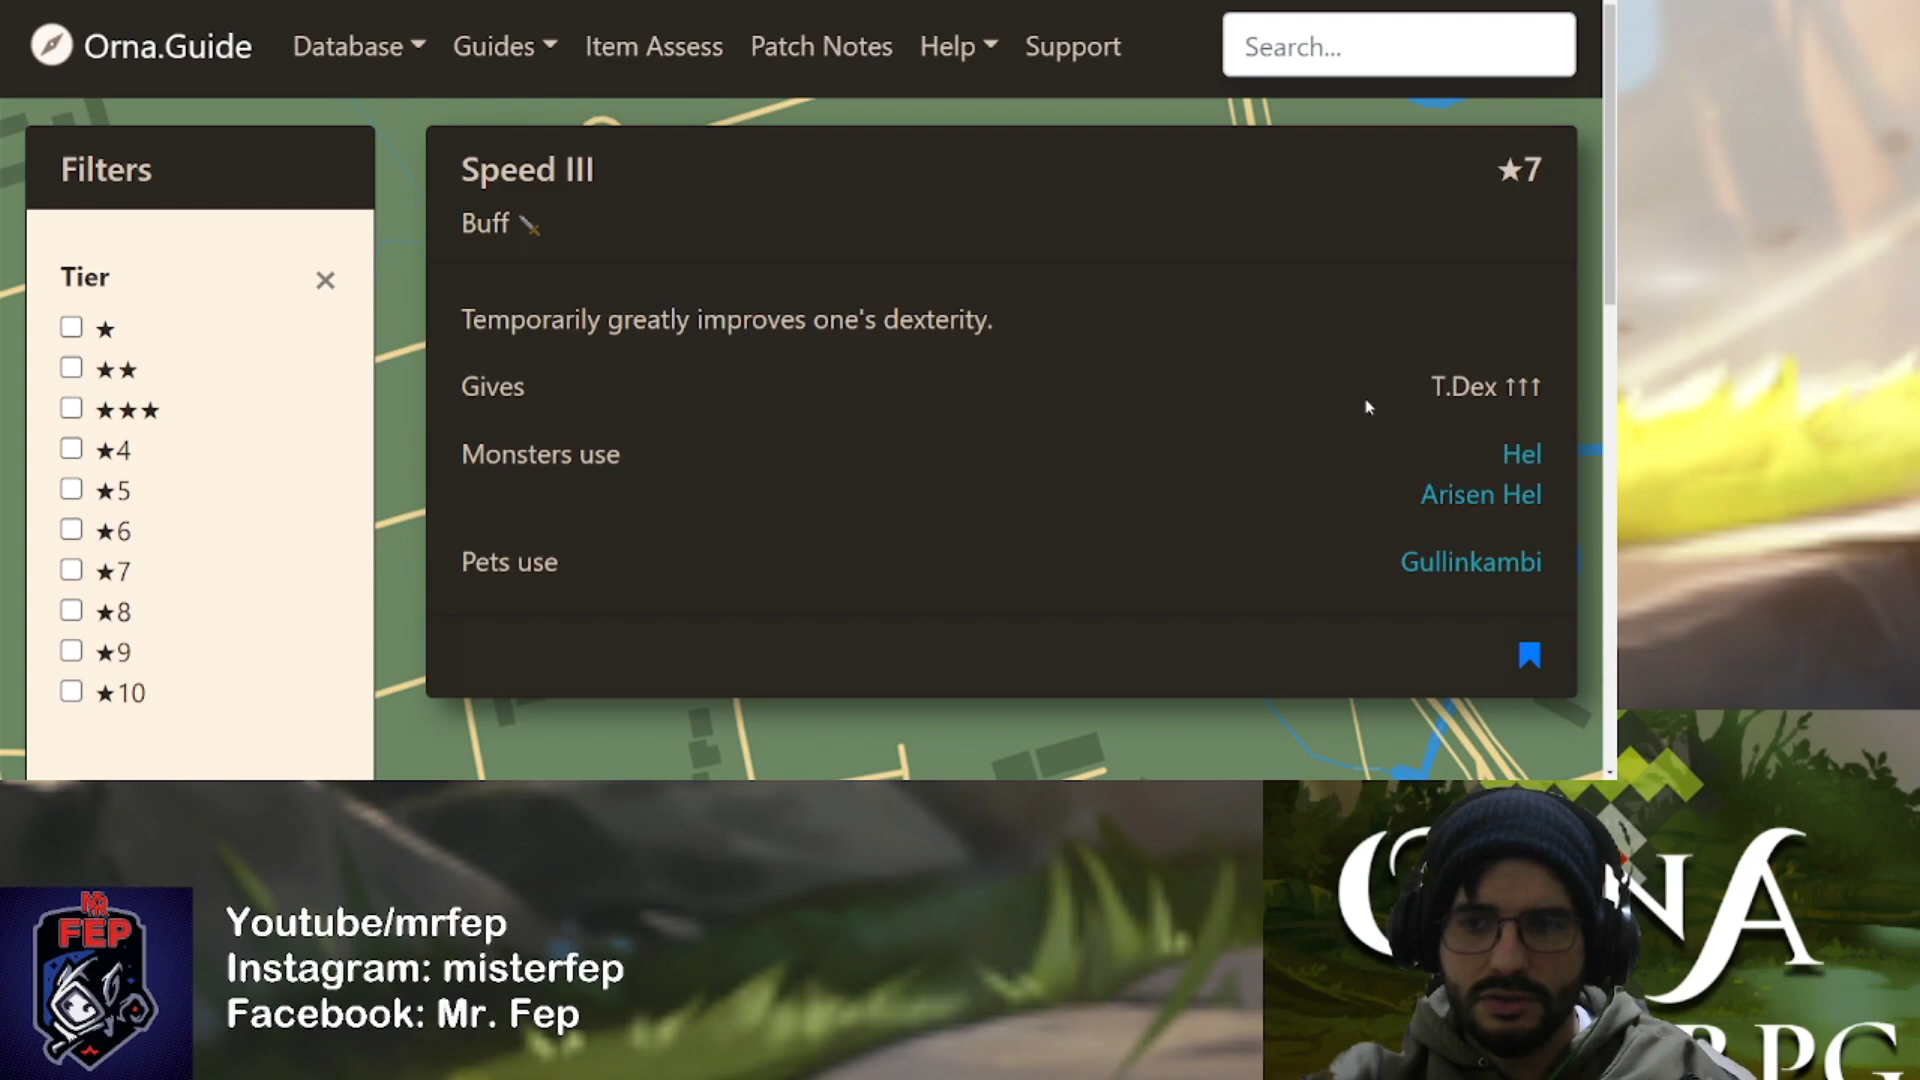 Orna.Guide Database Guides Item Assess Patch Notes Help Support Search...
Filters
Tier
★
★★
★★★
★4
★5
★6
★7
★8
★9
★10
Speed III ★7
Buff
Temporarily greatly improves one's dexterity.
Gives T.Dex ↑↑↑
Monsters use Hel
Arisen Hel
Pets use Gullinkambi
MR
FEP
Youtube/mrfep
Instagram: misterfep
Facebook: Mr. Fep